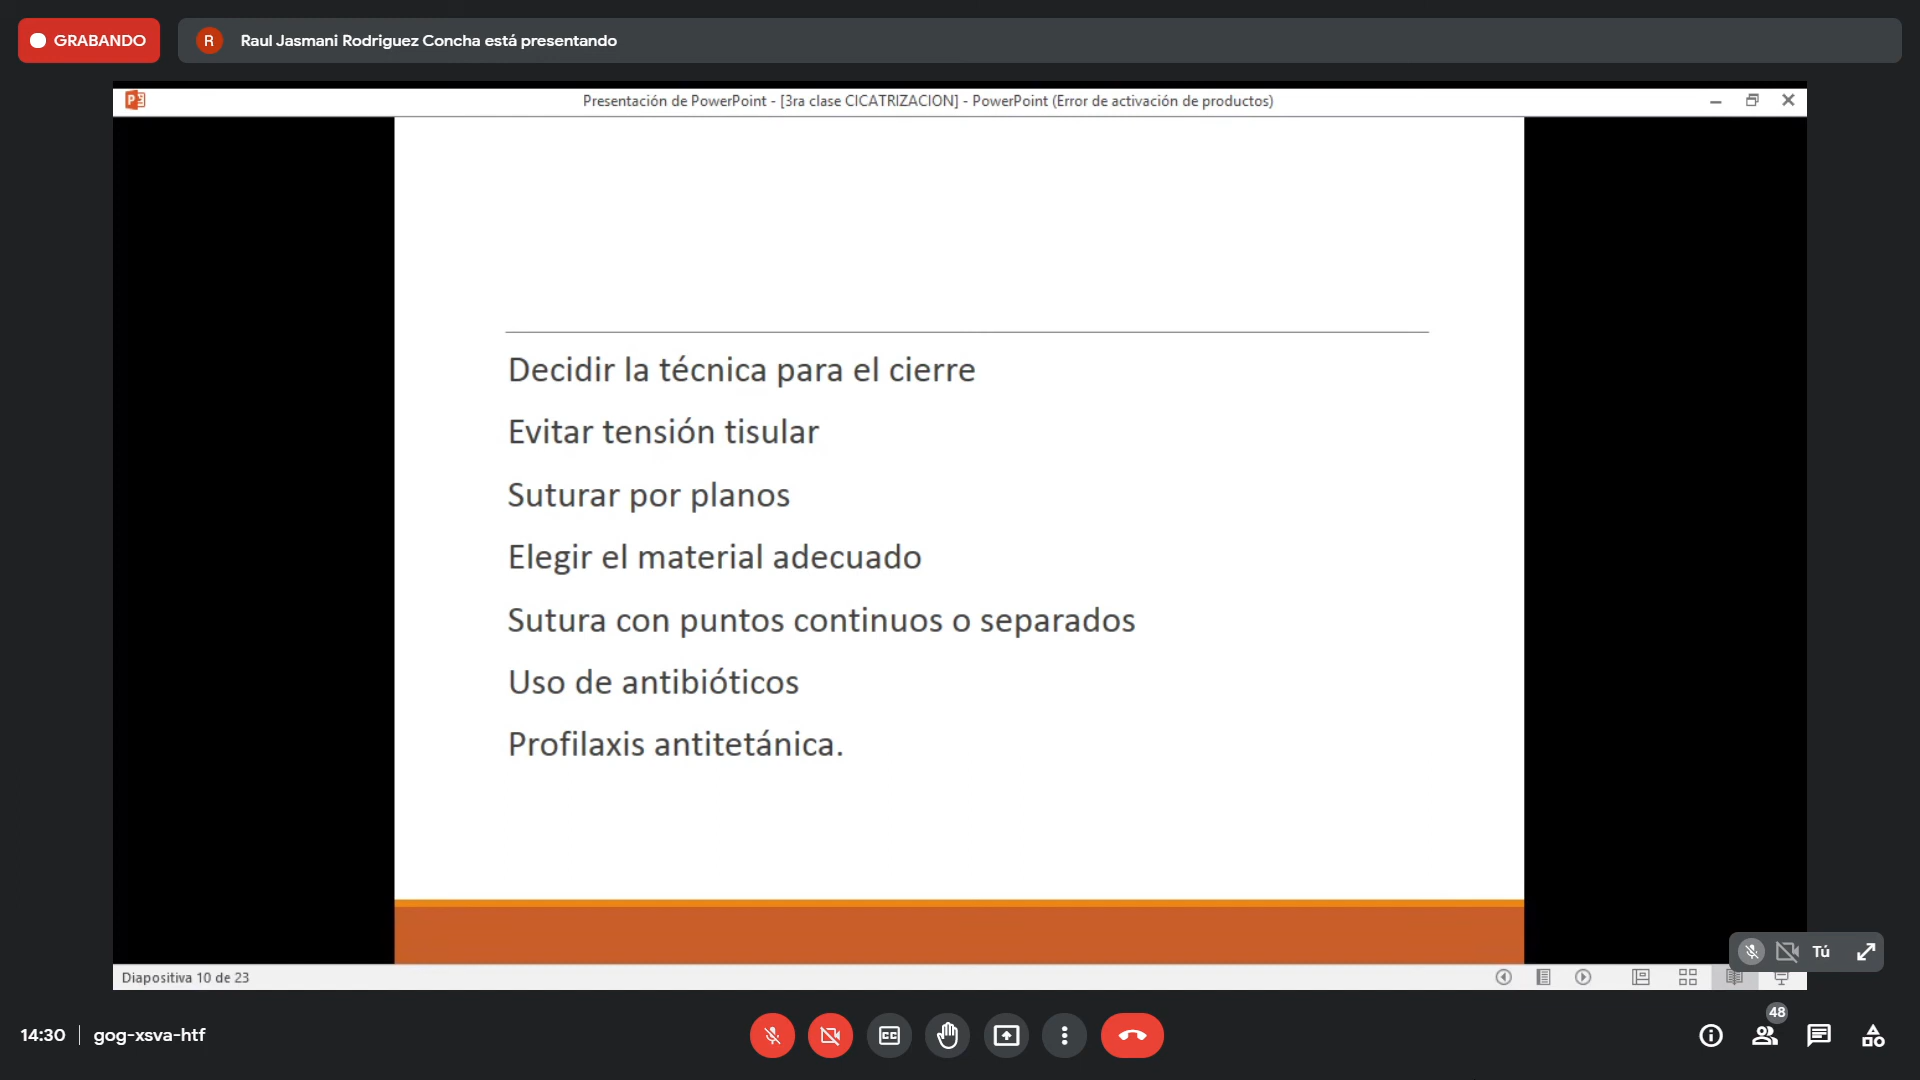 GRABANDO
R
Raul Jasmani Rodriguez Concha está presentando
Presentación de PowerPoint - [3ra clase CICATRIZACION] - PowerPoint (Error de activación de productos)
Decidir la técnica para el cierre
Evitar tensión tisular
Suturar por planos
Elegir el material adecuado
Sutura con puntos continuos o separados
Uso de antibióticos
Profilaxis antitetánica.
Tú
Diapositiva 10 de 23
48
14:30 | gog-xsva-htf